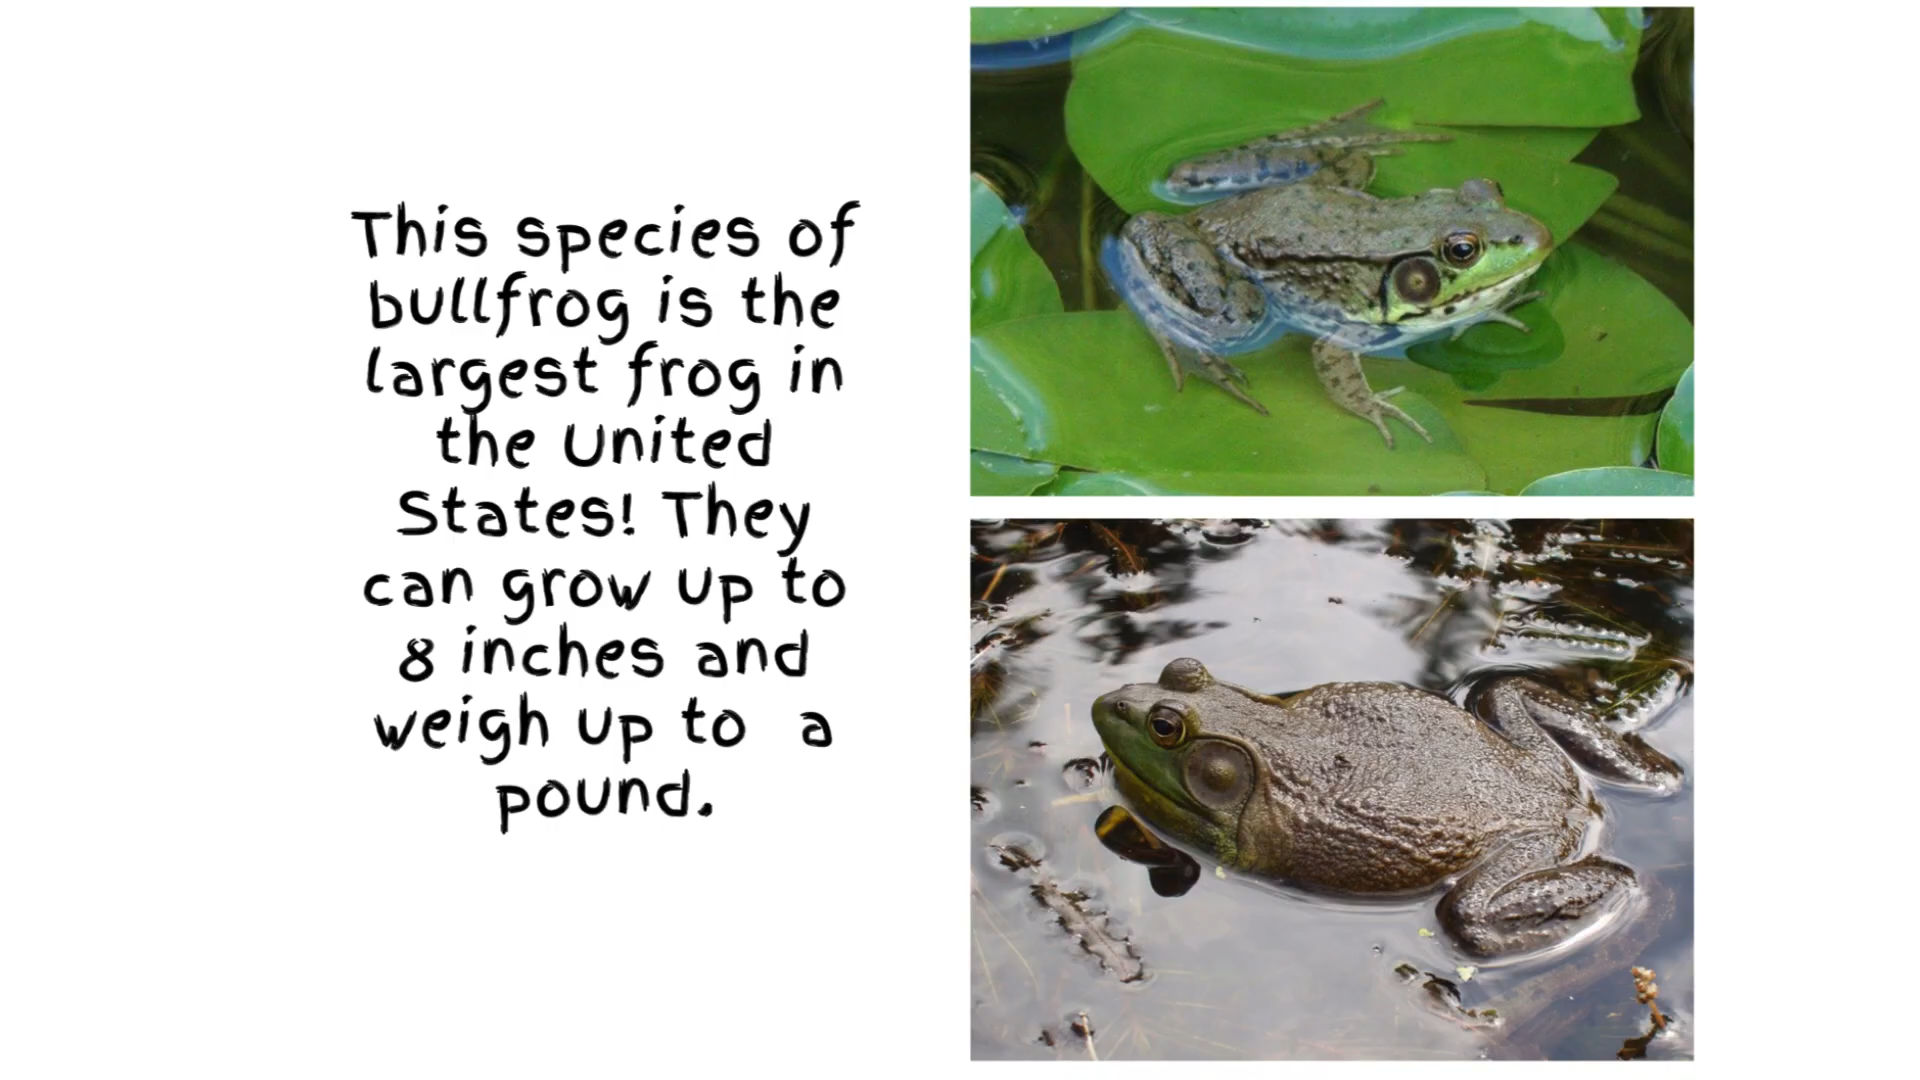 This species of
bullfrog is the
largest frog in
the United
States! They
can grow up to
8 inches and
weigh up to  a
pound.